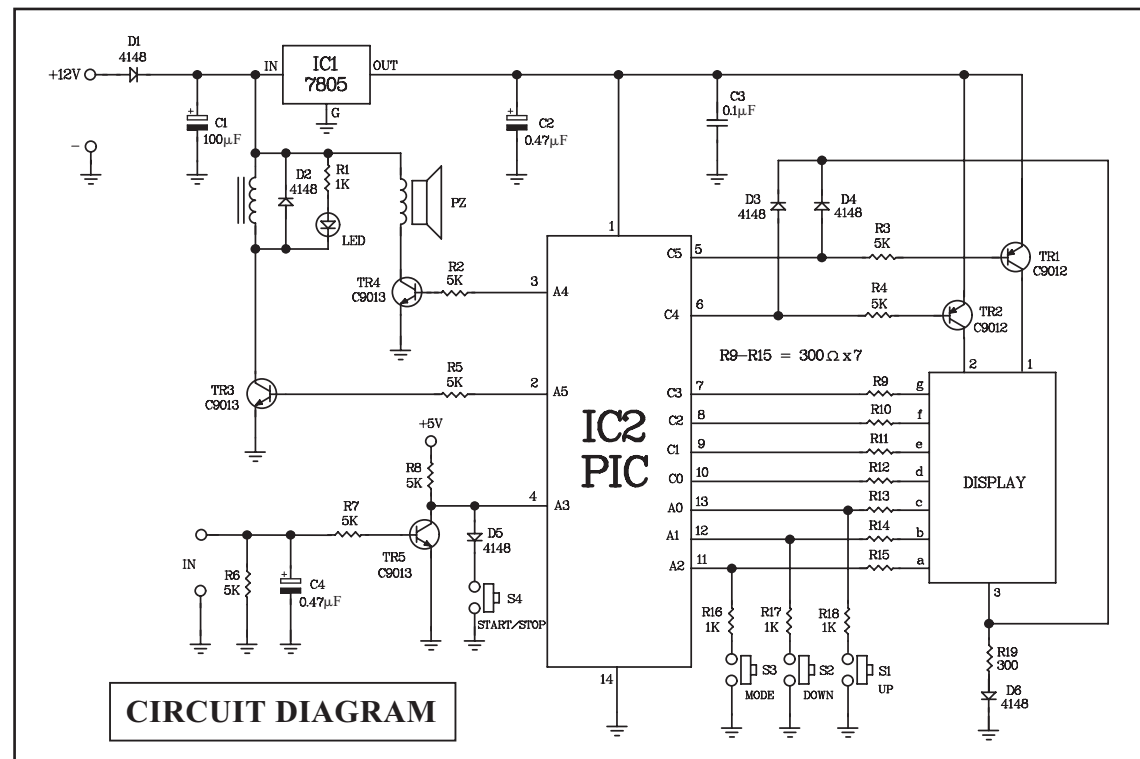 D1
4148
+12V
IN
IC1
7805
OUT
G
+
C1
100µF
+
C2
0.47µF
C3
0.1µF
-
D2
4148
R1
1K
LED
PZ
D3
4148
D4
4148
1
C5
5
R3
5K
TR1
C9012
TR4
C9013
R2
5K
3
A4
C4
6
R4
5K
TR2
C9012
R9-R15 = 300Ω x7
2
1
TR3
C9013
R5
5K
2
A5
IC2
PIC
C3
7
R9
g
C2
8
R10
f
C1
9
R11
e
C0
10
R12
d
A0
13
R13
c
A1
12
R14
b
A2
11
R15
a
DISPLAY
3
+5V
R8
5K
4
A3
R7
5K
TR5
C9013
D5
4148
IN
R6
5K
+
C4
0.47µF
S4
START/STOP
R16
1K
R17
1K
R18
1K
S3
MODE
S2
DOWN
S1
UP
R19
300
D6
4148
14
CIRCUIT DIAGRAM